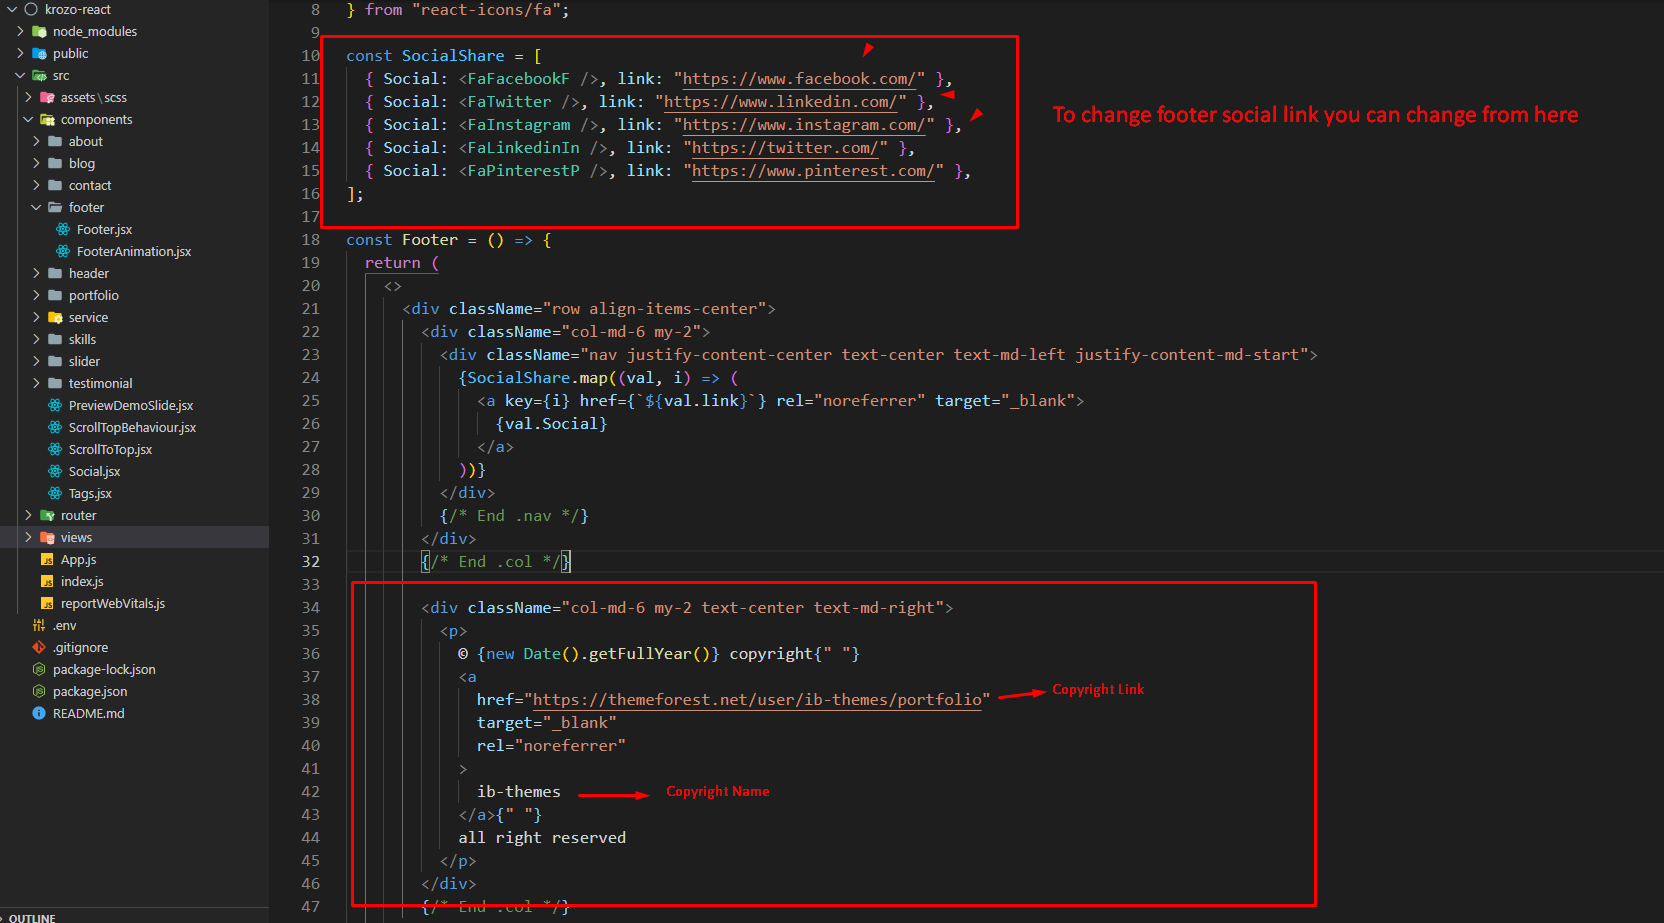 krozo-react
node_modules
public
src
assets\scss
components
about
blog
contact
footer
Footer.jsx
FooterAnimation.jsx
header
portfolio
service
skills
slider
testimonial
PreviewDemoSlide.jsx
ScrollTopBehaviour.jsx
ScrollToTop.jsx
Social.jsx
Tags.jsx
router
views
App.js
index.js
reportWebVitals.js
.env
.gitignore
package-lock.json
package.json
README.md
OUTLINE
8 } from "react-icons/fa";
9
10 const SocialShare = [
11 { Social: <FaFacebookF />, link: "https://www.facebook.com/" },
12 { Social: <FaTwitter />, link: "https://www.linkedin.com/" },
13 { Social: <FaInstagram />, link: "https://www.instagram.com/" },
14 { Social: <FaLinkedinIn />, link: "https://twitter.com/" },
15 { Social: <FaPinterestP />, link: "https://www.pinterest.com/" },
16 ];
17
To change footer social link you can change from here
18 const Footer = () => {
19 return (
20 <>
21 <div className="row align-items-center">
22 <div className="col-md-6 my-2">
23 <div className="nav justify-content-center text-center text-md-left justify-content-md-start">
24 {SocialShare.map((val, i) => (
25 <a key={i} href={`${val.link}`} rel="noreferrer" target="_blank">
26 {val.Social}
27 </a>
28 ))}
29 </div>
30 {/* End .nav */}
31 </div>
32 {/* End .col */}
33
34 <div className="col-md-6 my-2 text-center text-md-right">
35 <p>
36 © {new Date().getFullYear()} copyright{" "}
37 <a
38 href="https://themeforest.net/user/ib-themes/portfolio"
Copyright Link
39 target="_blank"
40 rel="noreferrer"
41 >
42 ib-themes
Copyright Name
43 </a>{" "}
44 all right reserved
45 </p>
46 </div>
47 {/* End .col */}